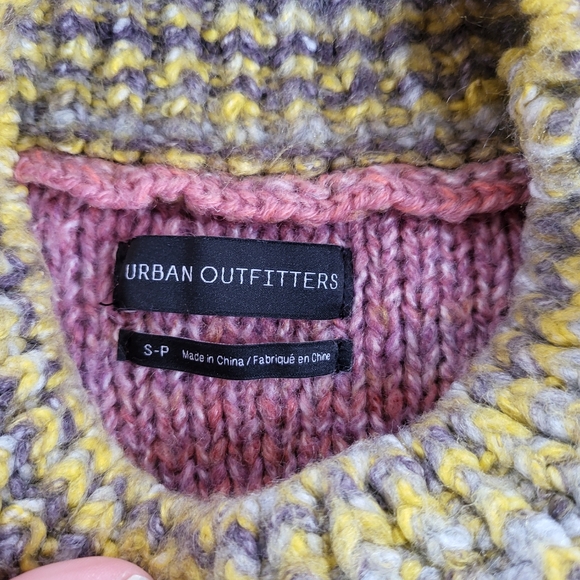 URBAN OUTFITTERS
S-P Made in China / Fabriqué en Chine